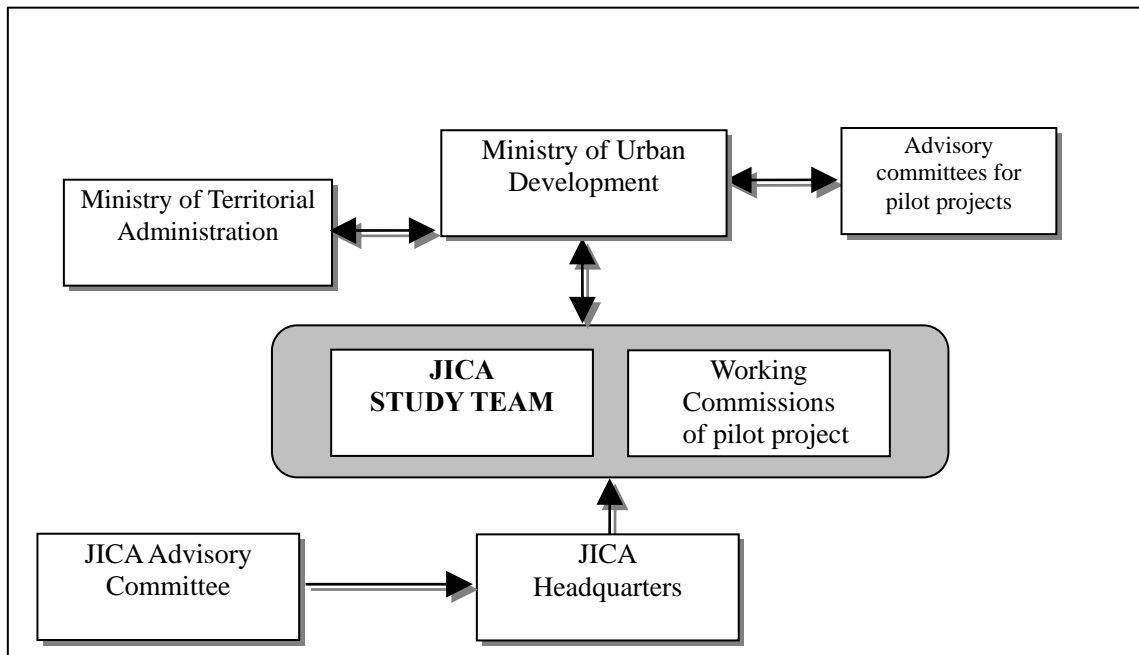 Ministry of Urban
Development
Advisory
committees for
pilot projects
Ministry of Territorial
Administration
JICA
STUDY TEAM
Working
Commissions
of pilot project
JICA Advisory
Committee
JICA
Headquarters